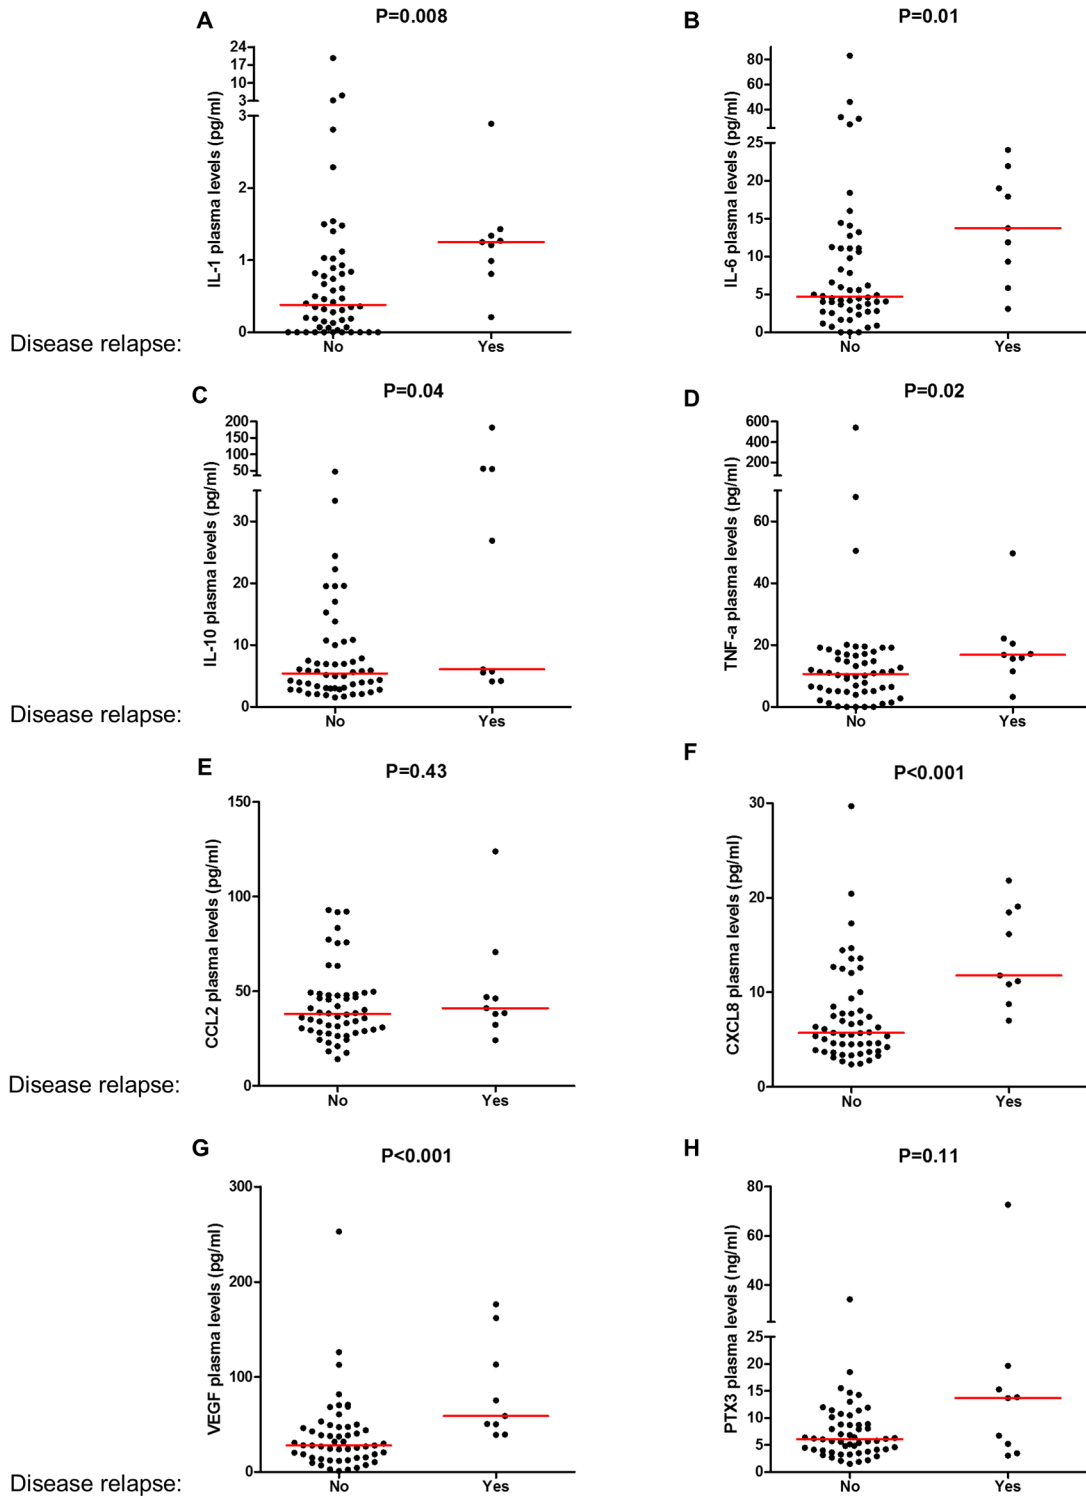 A
P=0.008
IL-1 plasma levels (pg/ml)
24
17
10
3
3
2
1
0
No
Yes
B
P=0.01
IL-6 plasma levels (pg/ml)
80
60
40
25
20
15
10
5
0
No
Yes
Disease relapse:
C
P=0.04
IL-10 plasma levels (pg/ml)
200
150
100
50
30
20
10
0
No
Yes
D
P=0.02
TNF-a plasma levels (pg/ml)
600
400
200
60
40
20
0
No
Yes
Disease relapse:
E
P=0.43
CCL2 plasma levels (pg/ml)
150
100
50
0
No
Yes
F
P<0.001
CXCL8 plasma levels (pg/ml)
30
20
10
0
No
Yes
Disease relapse:
G
P<0.001
VEGF plasma levels (pg/ml)
300
200
100
0
No
Yes
H
P=0.11
PTX3 plasma levels (ng/ml)
80
60
40
25
20
15
10
5
0
No
Yes
Disease relapse: